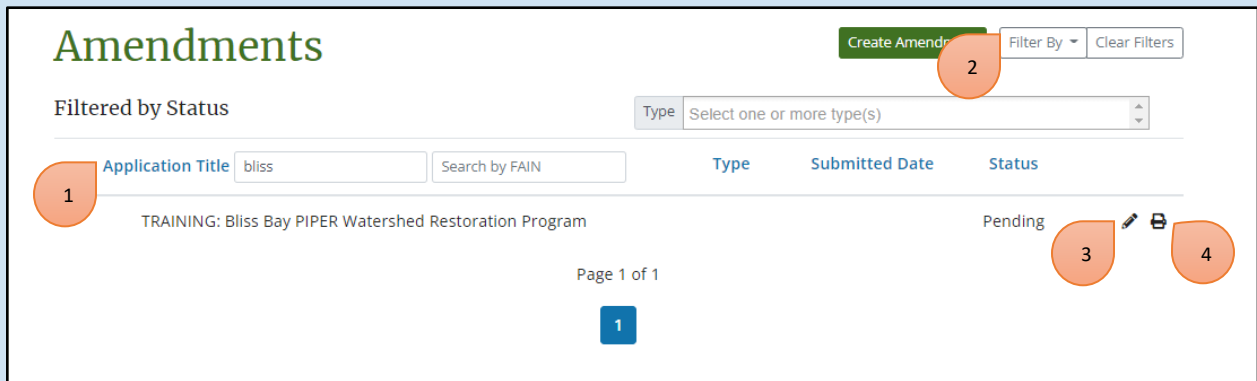 Amendments
Create Amendm
2
Filter By
Clear Filters
Filtered by Status
Type
Select one or more type(s)
1
Application Title
bliss
Search by FAIN
Type
Submitted Date
Status
TRAINING: Bliss Bay PIPER Watershed Restoration Program
Pending
3
4
Page 1 of 1
1